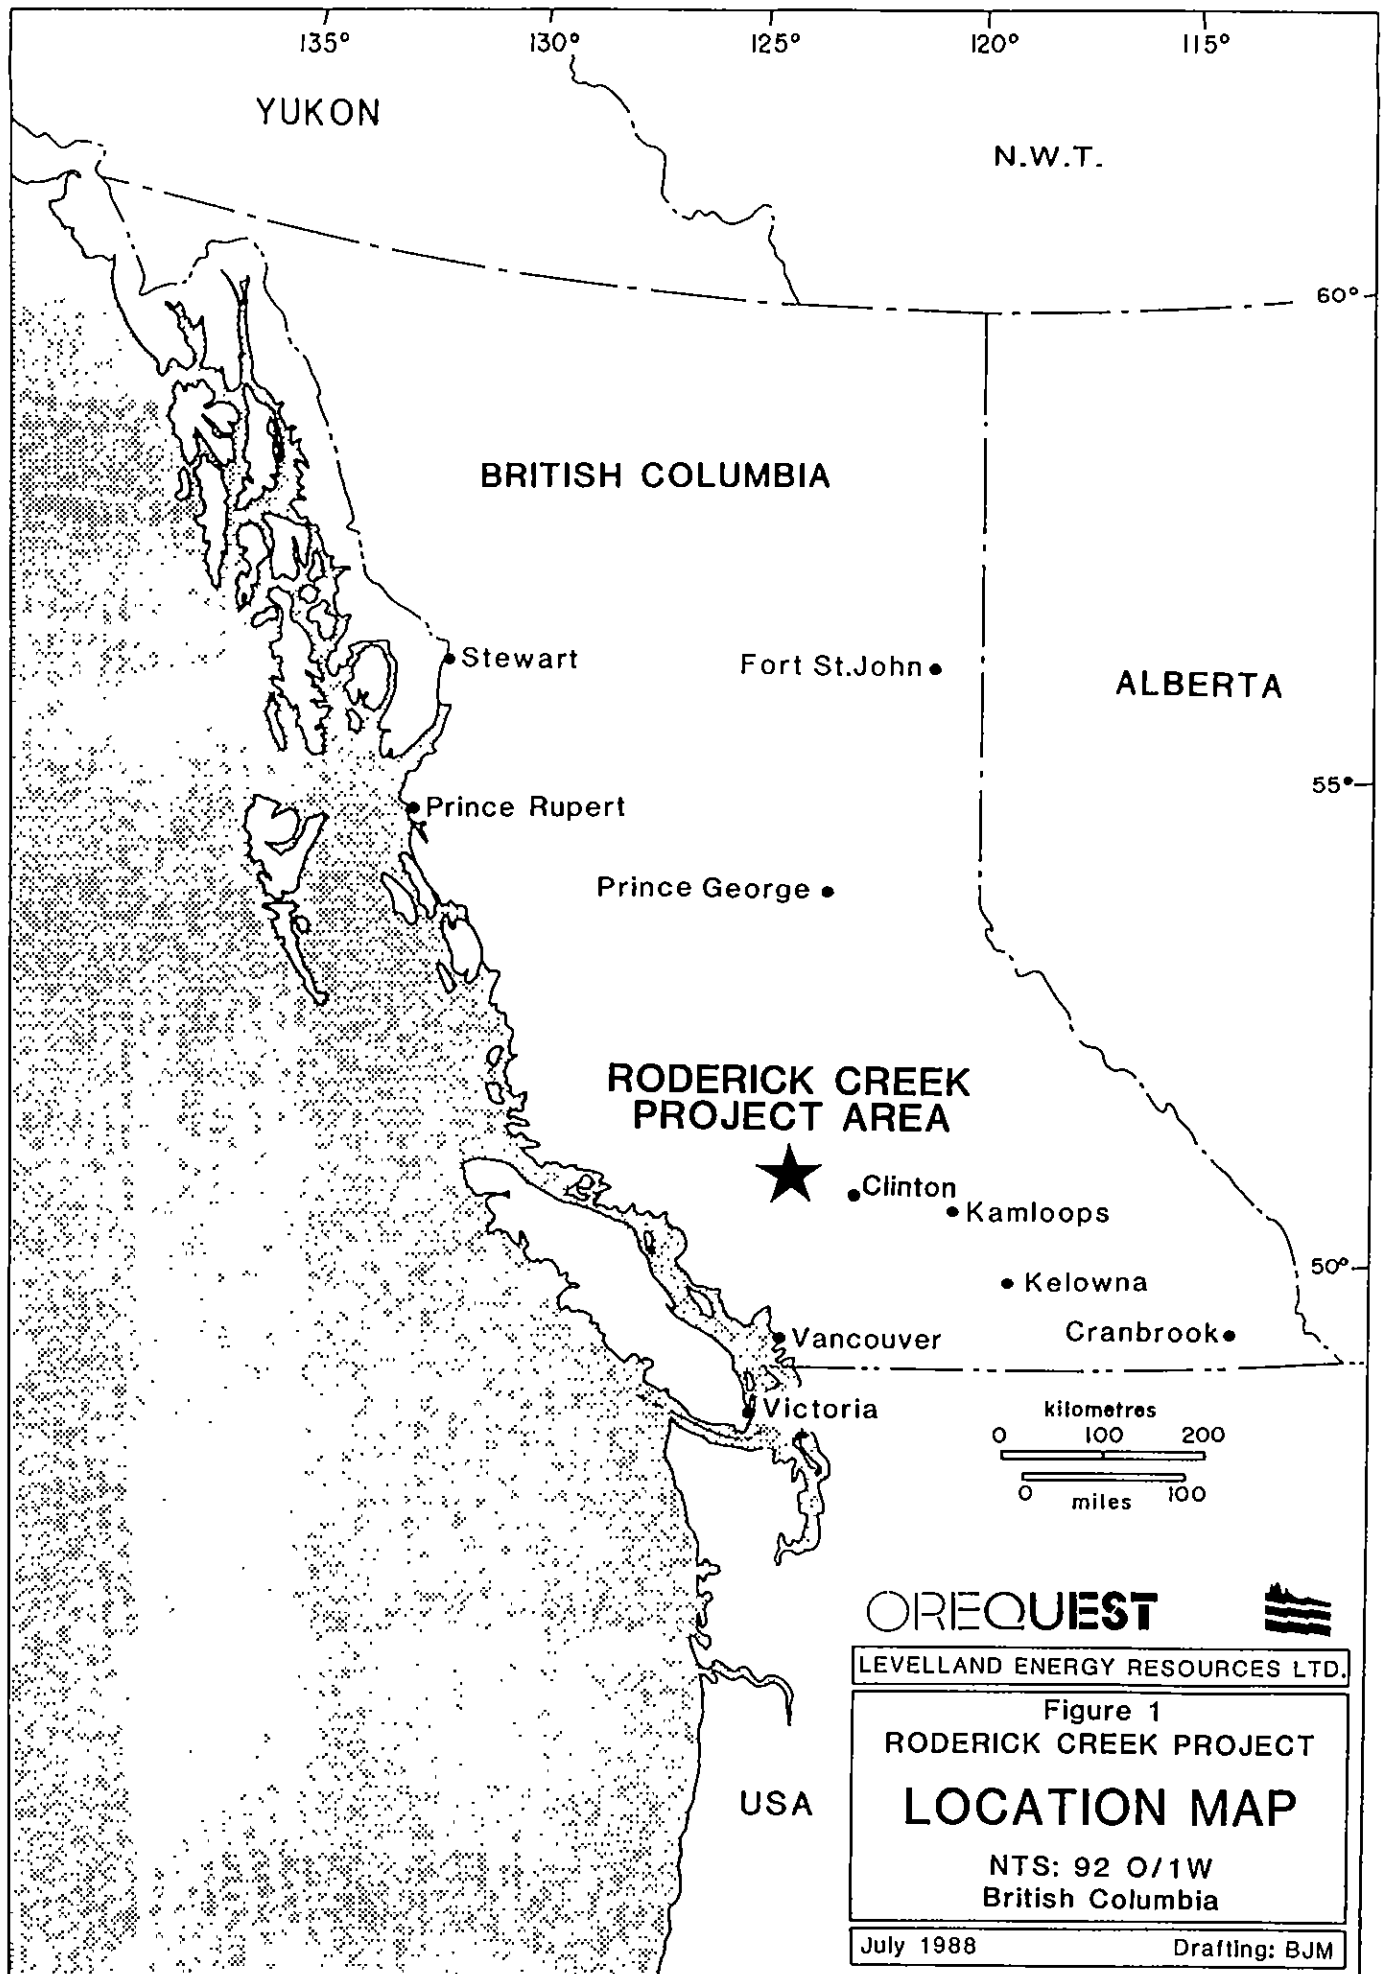 135° 130° 125° 120° 115°
YUKON
N.W.T.
60°
BRITISH COLUMBIA
Stewart
Fort St.John
ALBERTA
55°
Prince Rupert
Prince George
RODERICK CREEK
PROJECT AREA
Clinton
Kamloops
50°
Kelowna
Vancouver
Cranbrook
Victoria
kilometres
0 100 200
0 miles 100
OREQUEST
LEVELLAND ENERGY RESOURCES LTD.
Figure 1
RODERICK CREEK PROJECT
USA
LOCATION MAP
NTS: 92 O/1W
British Columbia
July 1988 Drafting: BJM